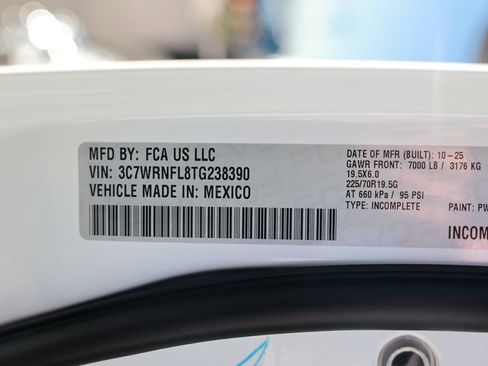 MFD BY: FCA US LLC
VIN: 3C7WRNFL8TG238390
VEHICLE MADE IN: MEXICO
DATE OF MFR (BUILT): 10-25
GAWR FRONT: 7000 LB / 3176 KG
19.5X6.0
225/70R19.5G
AT 660 kPa / 95 PSI
TYPE: INCOMPLETE PAINT: PW
INCOM